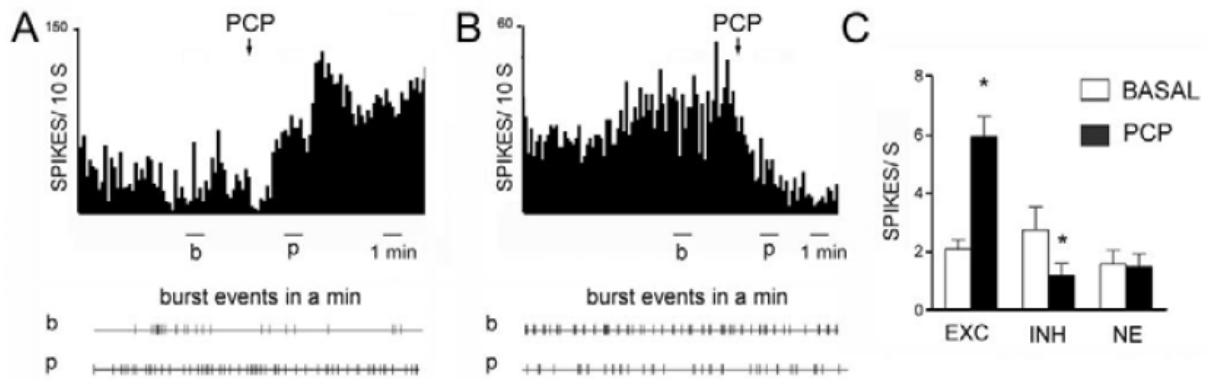 A
150
PCP
SPIKES/ 10 S
b
p
1 min
burst events in a min
b
p
B
60
PCP
SPIKES/ 10 S
b
p
1 min
burst events in a min
b
p
C
8
6
4
2
0
SPIKES/ S
*
*
BASAL
PCP
EXC
INH
NE